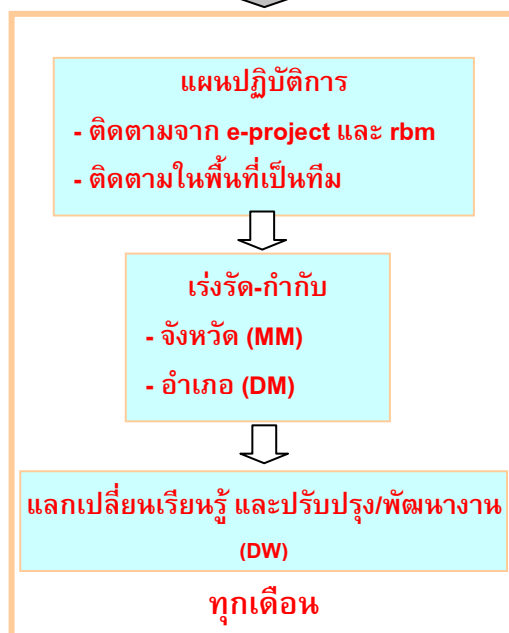 แผนปฏิบัติการ
- ติดตามจาก e-project และ rbm
- ติดตามในพื้นที่เป็นทีม
เร่งรัด-กำกับ
- จังหวัด (MM)
- อำเภอ (DM)
แลกเปลี่ยนเรียนรู้ และปรับปรุง/พัฒนางาน
(DW)
ทุกเดือน